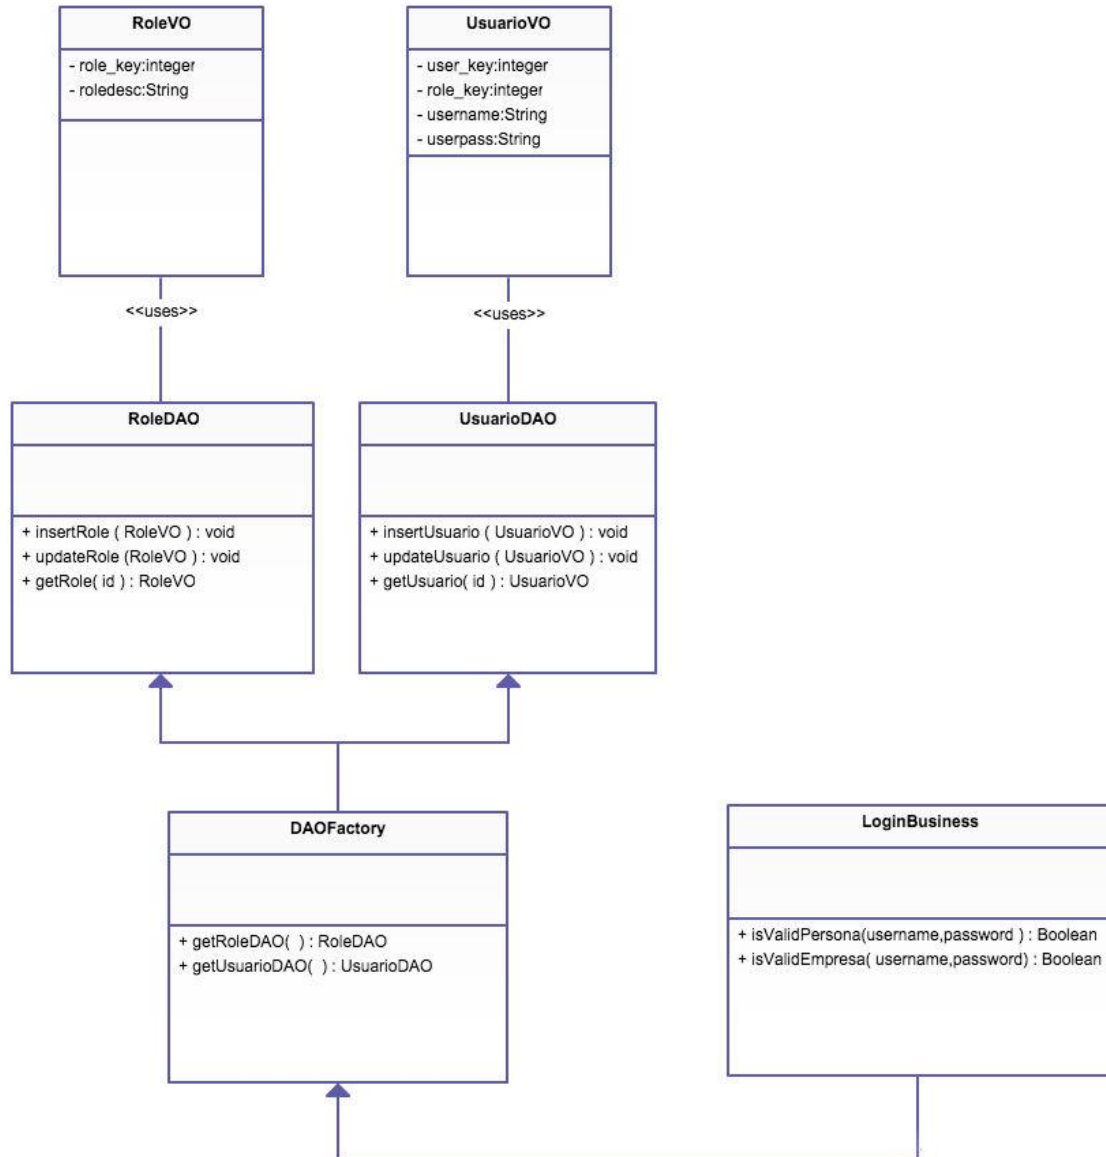 RoleVO
- role_key:integer
- roledesc:String
UsuarioVO
- user_key:integer
- role_key:integer
- username:String
- userpass:String
<<uses>>
<<uses>>
RoleDAO
+ insertRole ( RoleVO ) : void
+ updateRole (RoleVO ) : void
+ getRole( id ) : RoleVO
UsuarioDAO
+ insertUsuario ( UsuarioVO ) : void
+ updateUsuario ( UsuarioVO ) : void
+ getUsuario( id ) : UsuarioVO
DAOFactory
+ getRoleDAO(  ) : RoleDAO
+ getUsuarioDAO(  ) : UsuarioDAO
LoginBusiness
+ isValidPersona(username,password ) : Boolean
+ isValidEmpresa( username,password) : Boolean